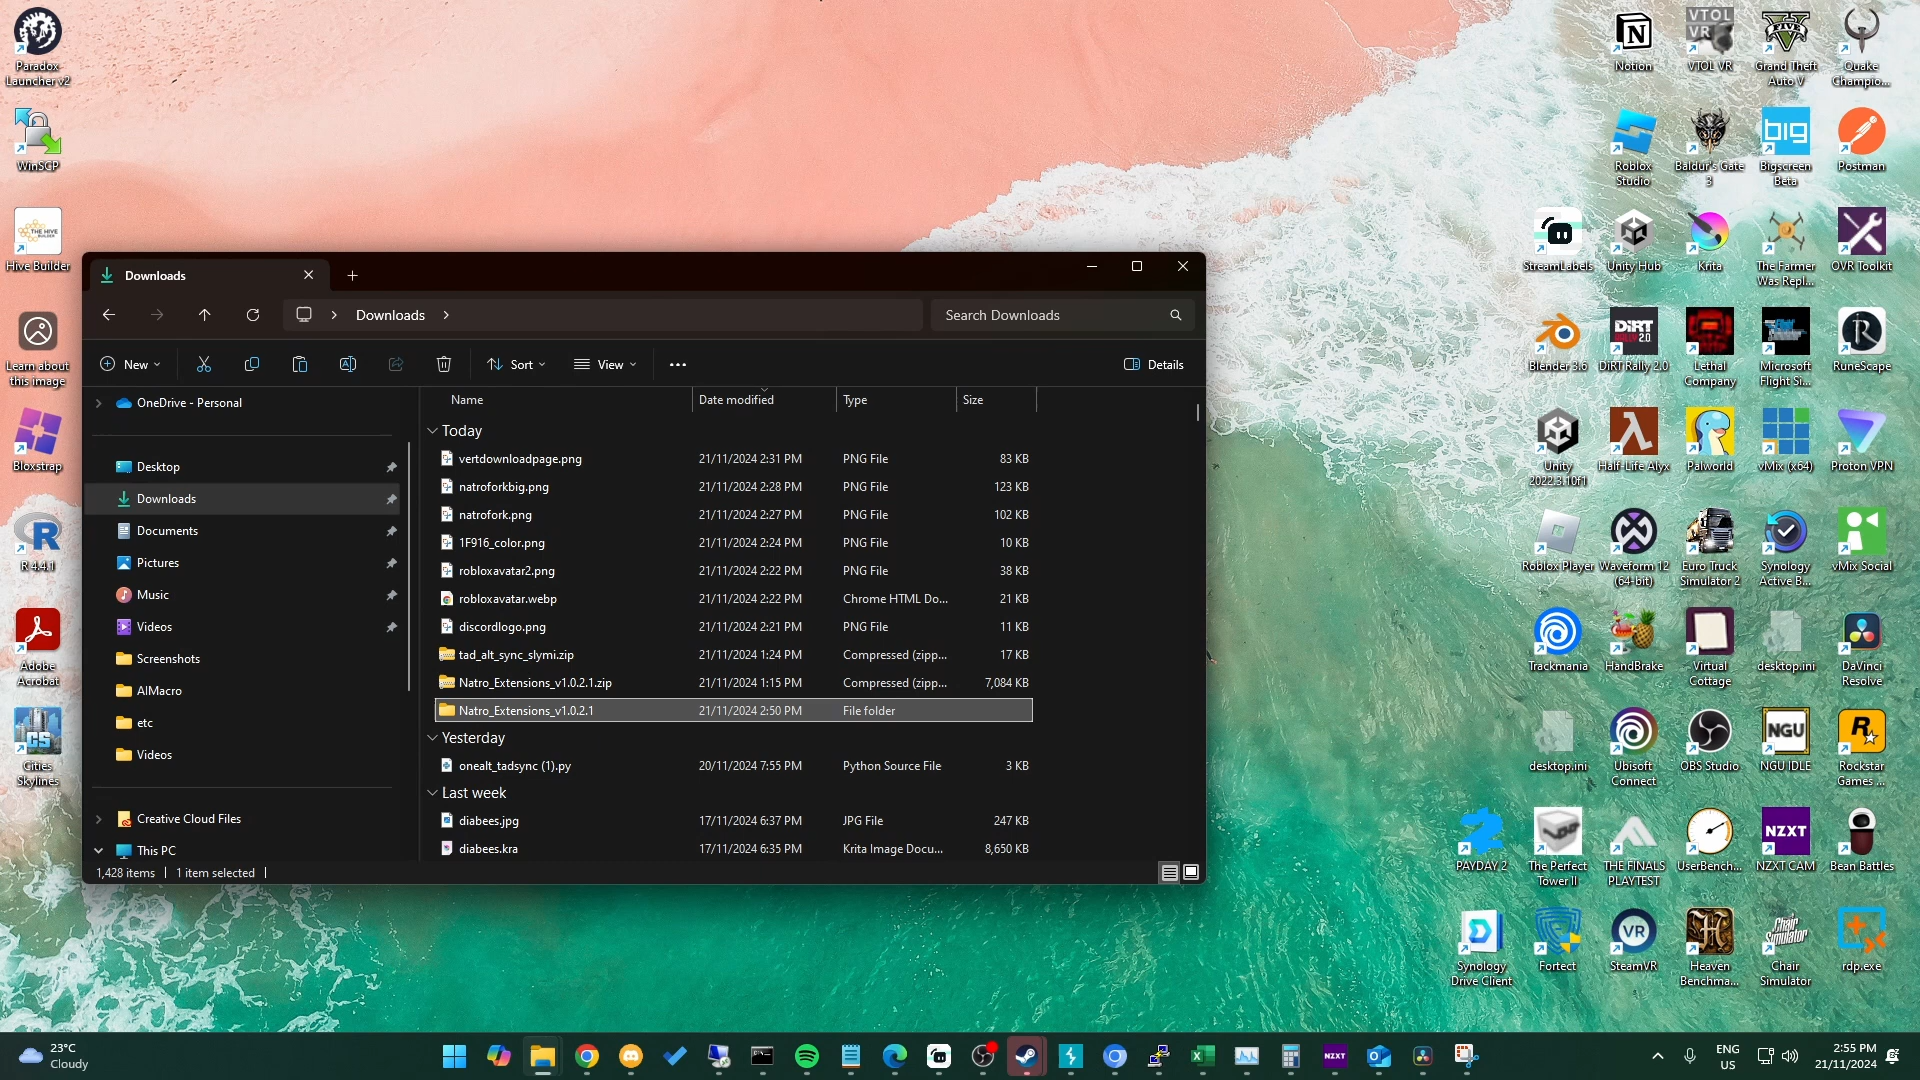 Paradox
Launcher v2
WinSCP
THE HIVE
BUILDER
Hive Builder
Learn about
this image
Bloxstrap
R 4.4.1
Adobe
Acrobat
CS
Cities
Skylines
Downloads
Downloads
Search Downloads
New
Sort
View
Details
OneDrive - Personal
Desktop
Downloads
Documents
Pictures
Music
Videos
Screenshots
AIMacro
etc
Videos
Creative Cloud Files
This PC
Name Date modified Type Size
Today
vertdownloadpage.png 21/11/2024 2:31 PM PNG File 83 KB
natroforkbig.png 21/11/2024 2:28 PM PNG File 123 KB
natrofork.png 21/11/2024 2:27 PM PNG File 102 KB
1F916_color.png 21/11/2024 2:24 PM PNG File 10 KB
robloxavatar2.png 21/11/2024 2:22 PM PNG File 38 KB
robloxavatar.webp 21/11/2024 2:22 PM Chrome HTML Do... 21 KB
discordlogo.png 21/11/2024 2:21 PM PNG File 11 KB
tad_alt_sync_slymi.zip 21/11/2024 1:24 PM Compressed (zipp... 17 KB
Natro_Extensions_v1.0.2.1.zip 21/11/2024 1:15 PM Compressed (zipp... 7,084 KB
Natro_Extensions_v1.0.2.1 21/11/2024 2:50 PM File folder
Yesterday
onealt_tadsync (1).py 20/11/2024 7:55 PM Python Source File 3 KB
Last week
diabees.jpg 17/11/2024 6:37 PM JPG File 247 KB
diabees.kra 17/11/2024 6:35 PM Krita Image Docu... 8,650 KB
1,428 items 1 item selected
Notion
VTOL VR
VTOL VR
Grand Theft
Auto V
Quake
Champio...
Roblox
Studio
Baldur's Gate
3
big
Bigscreen
Beta
Postman
StreamLabels
Unity Hub
Krita
The Farmer
Was Repl...
OVR Toolkit
Blender 3.6
DiRT RALLY 2.0
DiRT Rally 2.0
Lethal
Company
Microsoft
Flight Si...
RuneScape
Unity
2022.3.10f1
Half-Life Alyx
Palworld
vMix (x64)
Proton VPN
Roblox Player
Waveform 12
(64-bit)
Euro Truck
Simulator 2
Synology
Active B...
vMix Social
Trackmania
HandBrake
Virtual
Cottage
desktop.ini
DaVinci
Resolve
desktop.ini
Ubisoft
Connect
OBS Studio
NGU
NGU IDLE
Rockstar
Games ...
PAYDAY 2
The Perfect
Tower II
THE FINALS
PLAYTEST
UserBench...
NZXT
NZXT CAM
Bean Battles
Synology
Drive Client
Fortect
VR
SteamVR
Heaven
Benchma...
Chair Simulator
Chair
Simulator
rdp.exe
23°C
Cloudy
NZXT
ENG
US
2:55 PM
21/11/2024